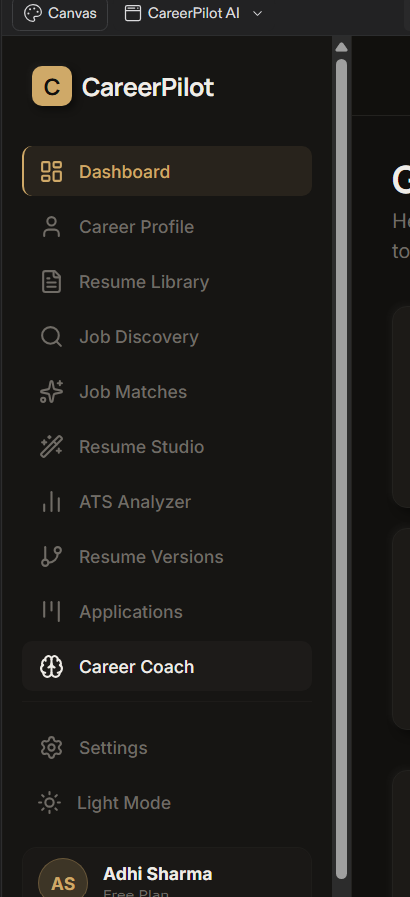 Canvas
CareerPilot AI
C
CareerPilot
Dashboard
Career Profile
Resume Library
Job Discovery
Job Matches
Resume Studio
ATS Analyzer
Resume Versions
Applications
Career Coach
Settings
Light Mode
AS
Adhi Sharma
Free Plan
to